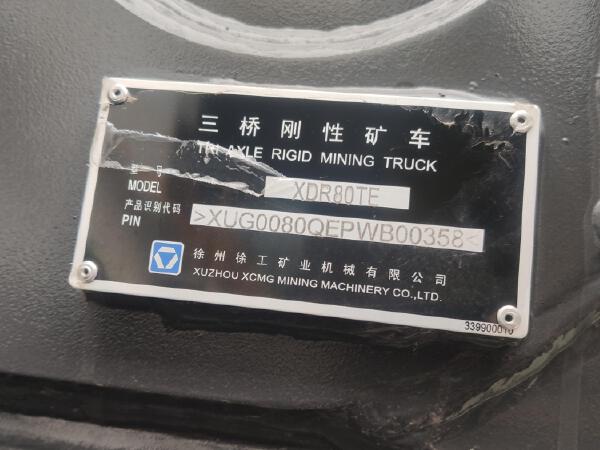 三桥刚性矿车
TRI AXLE RIGID MINING TRUCK
型号
MODEL XDR80TE
产品识别代码
PIN >XUG0080QEPWB00358<
徐州徐工矿业机械有限公司
XUZHOU XCMG MINING MACHINERY CO.,LTD.
339900010